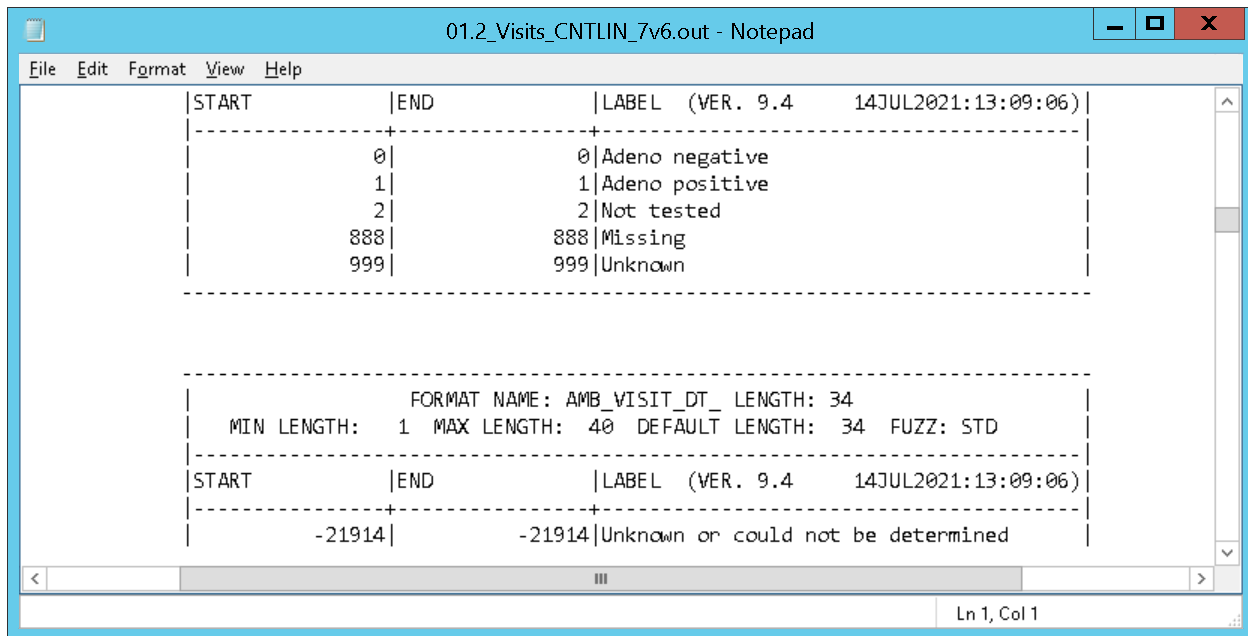 01.2_Visits_CNTLIN_7v6.out - Notepad
File Edit Format View Help
|START |END |LABEL (VER. 9.4 14JUL2021:13:09:06)|
|----------------+----------------+----------------------------------------|
| 0| 0|Adeno negative |
| 1| 1|Adeno positive |
| 2| 2|Not tested |
| 888| 888|Missing |
| 999| 999|Unknown |
----------------------------------------------------------------------------
----------------------------------------------------------------------------
| FORMAT NAME: AMB_VISIT_DT_ LENGTH: 34 |
| MIN LENGTH: 1 MAX LENGTH: 40 DEFAULT LENGTH: 34 FUZZ: STD |
|--------------------------------------------------------------------------|
|START |END |LABEL (VER. 9.4 14JUL2021:13:09:06)|
|----------------+----------------+----------------------------------------|
| -21914| -21914|Unknown or could not be determined |
Ln 1, Col 1